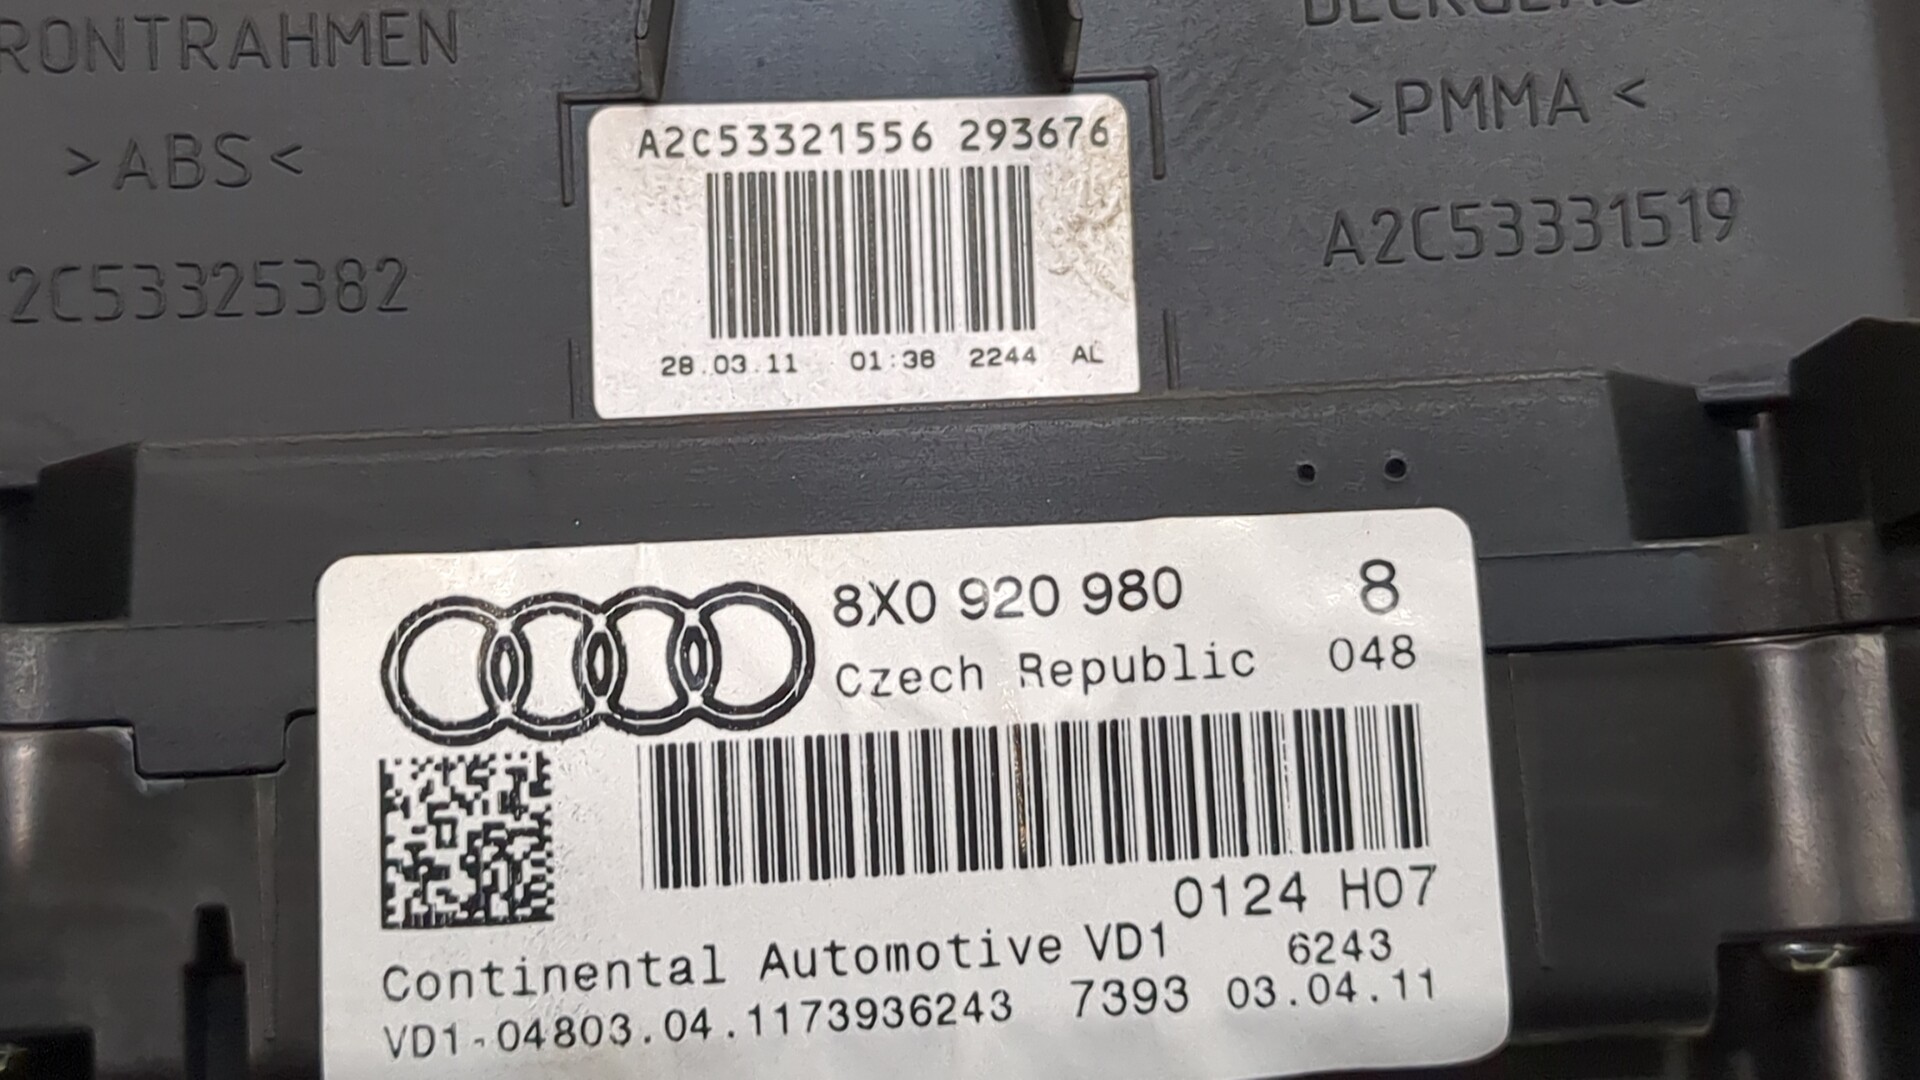 RONTRAHMEN
>ABS<
2C53325382
A2C53321556 293676
28.03.11 01:38 2244 AL
>PMMA<
A2C53331519
8X0 920 980 8
Czech Republic 048
0124 H07
Continental Automotive VD1 6243
VD1-04803.04.1173936243 7393 03.04.11